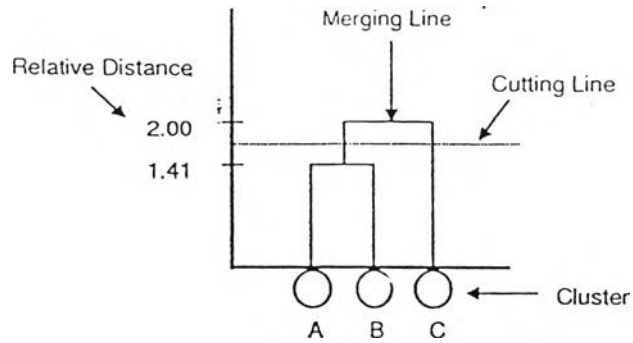 Merging Line
Relative Distance
Cutting Line
2.00
1.41
Cluster
A B C